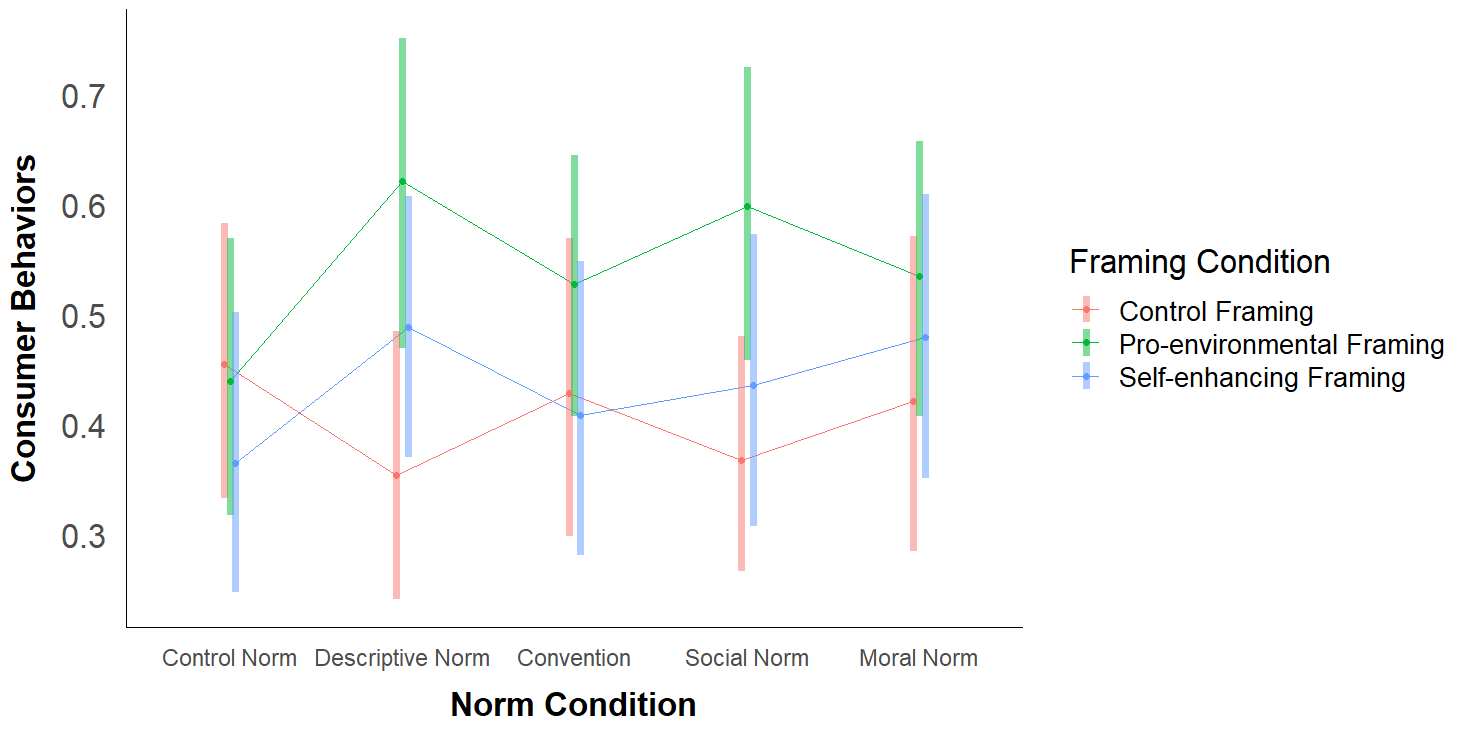 Consumer Behaviors
0.7
0.6
0.5
0.4
0.3
Control Norm Descriptive Norm Convention Social Norm Moral Norm
Norm Condition
Framing Condition
Control Framing
Pro-environmental Framing
Self-enhancing Framing